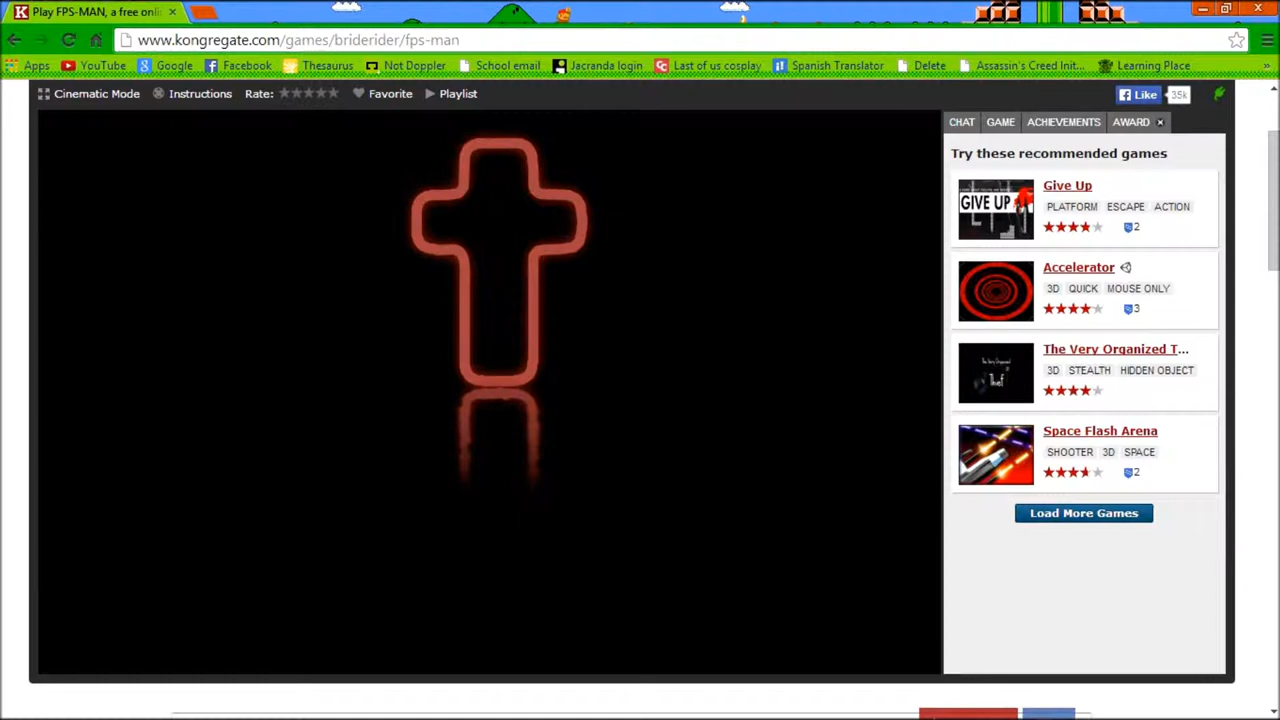 Play FPS-MAN, a free onli
www.kongregate.com/games/briderider/fps-man
Apps YouTube Google Facebook Thesaurus Not Doppler School email Jacranda login Last of us cosplay Spanish Translator Delete Assassin's Creed Init... Learning Place »
Cinematic Mode Instructions Rate: Favorite Playlist Like 35k
CHAT GAME ACHIEVEMENTS AWARD
Try these recommended games
GIVE UP
Give Up
PLATFORM ESCAPE ACTION
2
Accelerator
3D QUICK MOUSE ONLY
3
The Very Organized T...
3D STEALTH HIDDEN OBJECT
Space Flash Arena
SHOOTER 3D SPACE
2
Load More Games